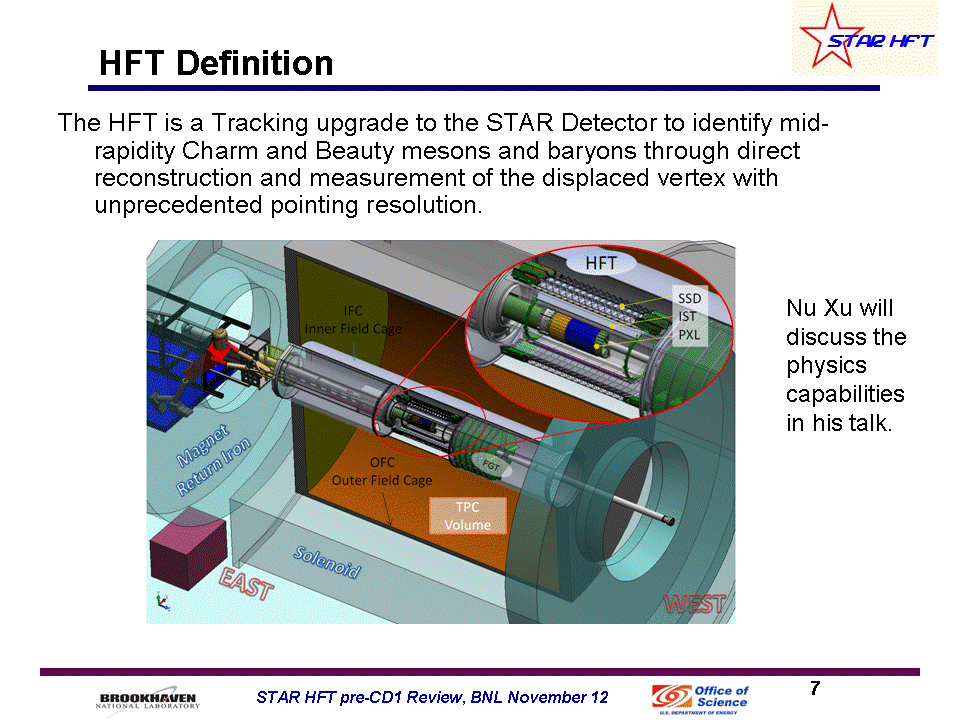 STAR HFT
HFT Definition
The HFT is a Tracking upgrade to the STAR Detector to identify mid-
rapidity Charm and Beauty mesons and baryons through direct
reconstruction and measurement of the displaced vertex with
unprecedented pointing resolution.
HFT
SSD
IST
PXL
IFC
Inner Field Cage
Magnet
Return Iron
OFC
Outer Field Cage
FGT
TPC
Volume
Solenoid
EAST
WEST
Nu Xu will
discuss the
physics
capabilities
in his talk.
BROOKHAVEN
NATIONAL LABORATORY
STAR HFT pre-CD1 Review, BNL November 12
Office of
Science
U.S. DEPARTMENT OF ENERGY
7